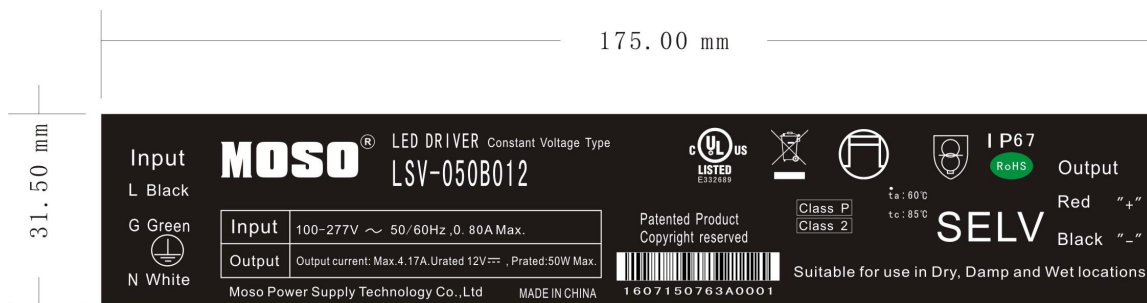 175.00 mm
31.50 mm
Input
L Black
G Green
N White
MOSO®
LED DRIVER Constant Voltage Type
LSV-050B012
Input 100-277V ~ 50/60Hz ,0. 80A Max.
Output Output current: Max.4.17A.Urated 12V⎓ , Prated:50W Max.
Moso Power Supply Technology Co.,Ltd MADE IN CHINA
C UL US
LISTED
E332689
Patented Product
Copyright reserved
1607150763A0001
Class P
Class 2
ta:60℃
tc:85℃
IP67
RoHS
SELV
Suitable for use in Dry, Damp and Wet locations
Output
Red "+"
Black "-"